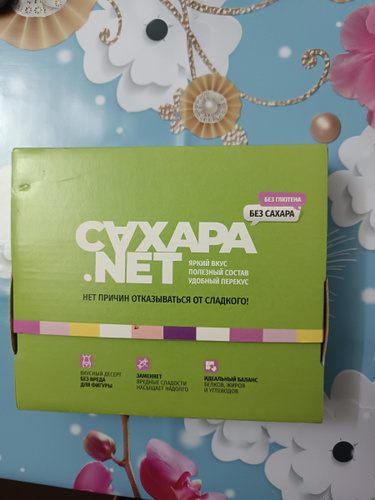 БЕЗ ГЛЮТЕНА
БЕЗ САХАРА
САХАРА
.NET
ЯРКИЙ ВКУС
ПОЛЕЗНЫЙ СОСТАВ
УДОБНЫЙ ПЕРЕКУС
НЕТ ПРИЧИН ОТКАЗЫВАТЬСЯ ОТ СЛАДКОГО!
ВКУСНЫЙ ДЕСЕРТ
БЕЗ ВРЕДА
ДЛЯ ФИГУРЫ
ЗАМЕНЯЕТ
ВРЕДНЫЕ СЛАДОСТИ
НАСЫЩАЕТ НАДОЛГО
ИДЕАЛЬНЫЙ БАЛАНС
БЕЛКОВ, ЖИРОВ
И УГЛЕВОДОВ